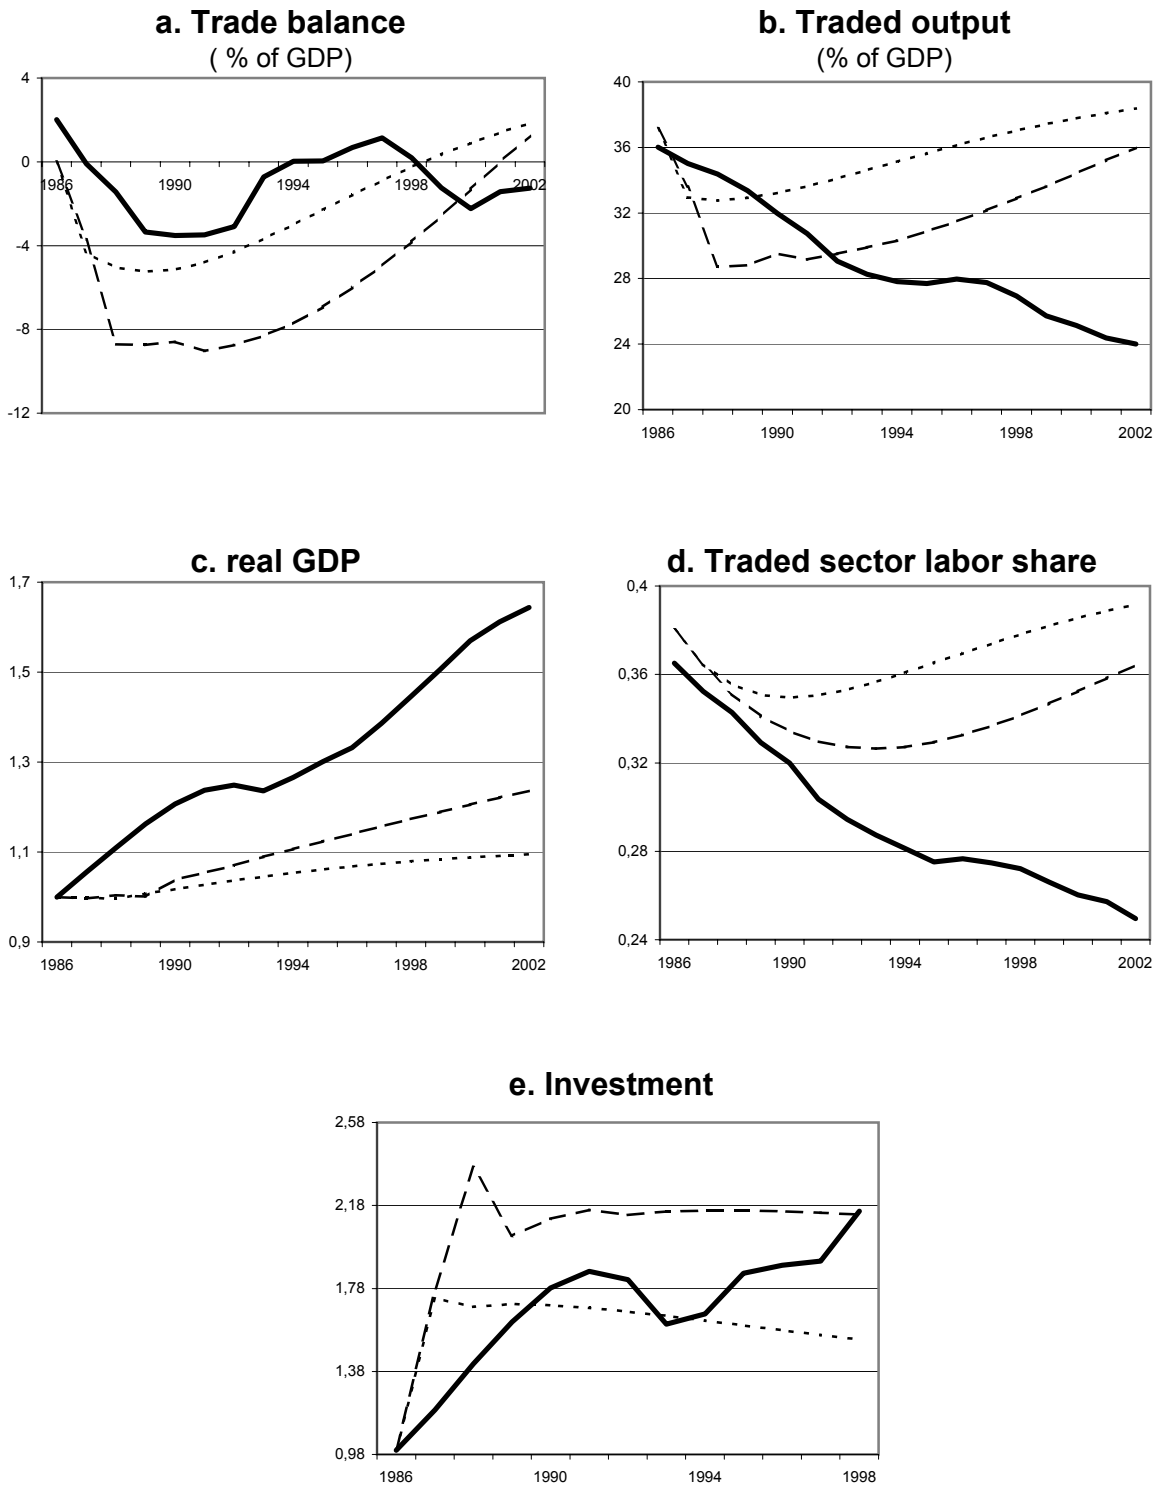 a. Trade balance
( % of GDP)
4
0
-4
-8
-12
1986 1990 1994 1998 2002
b. Traded output
(% of GDP)
40
36
32
28
24
20
1986 1990 1994 1998 2002
c. real GDP
1,7
1,5
1,3
1,1
0,9
1986 1990 1994 1998 2002
d. Traded sector labor share
0,4
0,36
0,32
0,28
0,24
1986 1990 1994 1998 2002
e. Investment
2,58
2,18
1,78
1,38
0,98
1986 1990 1994 1998